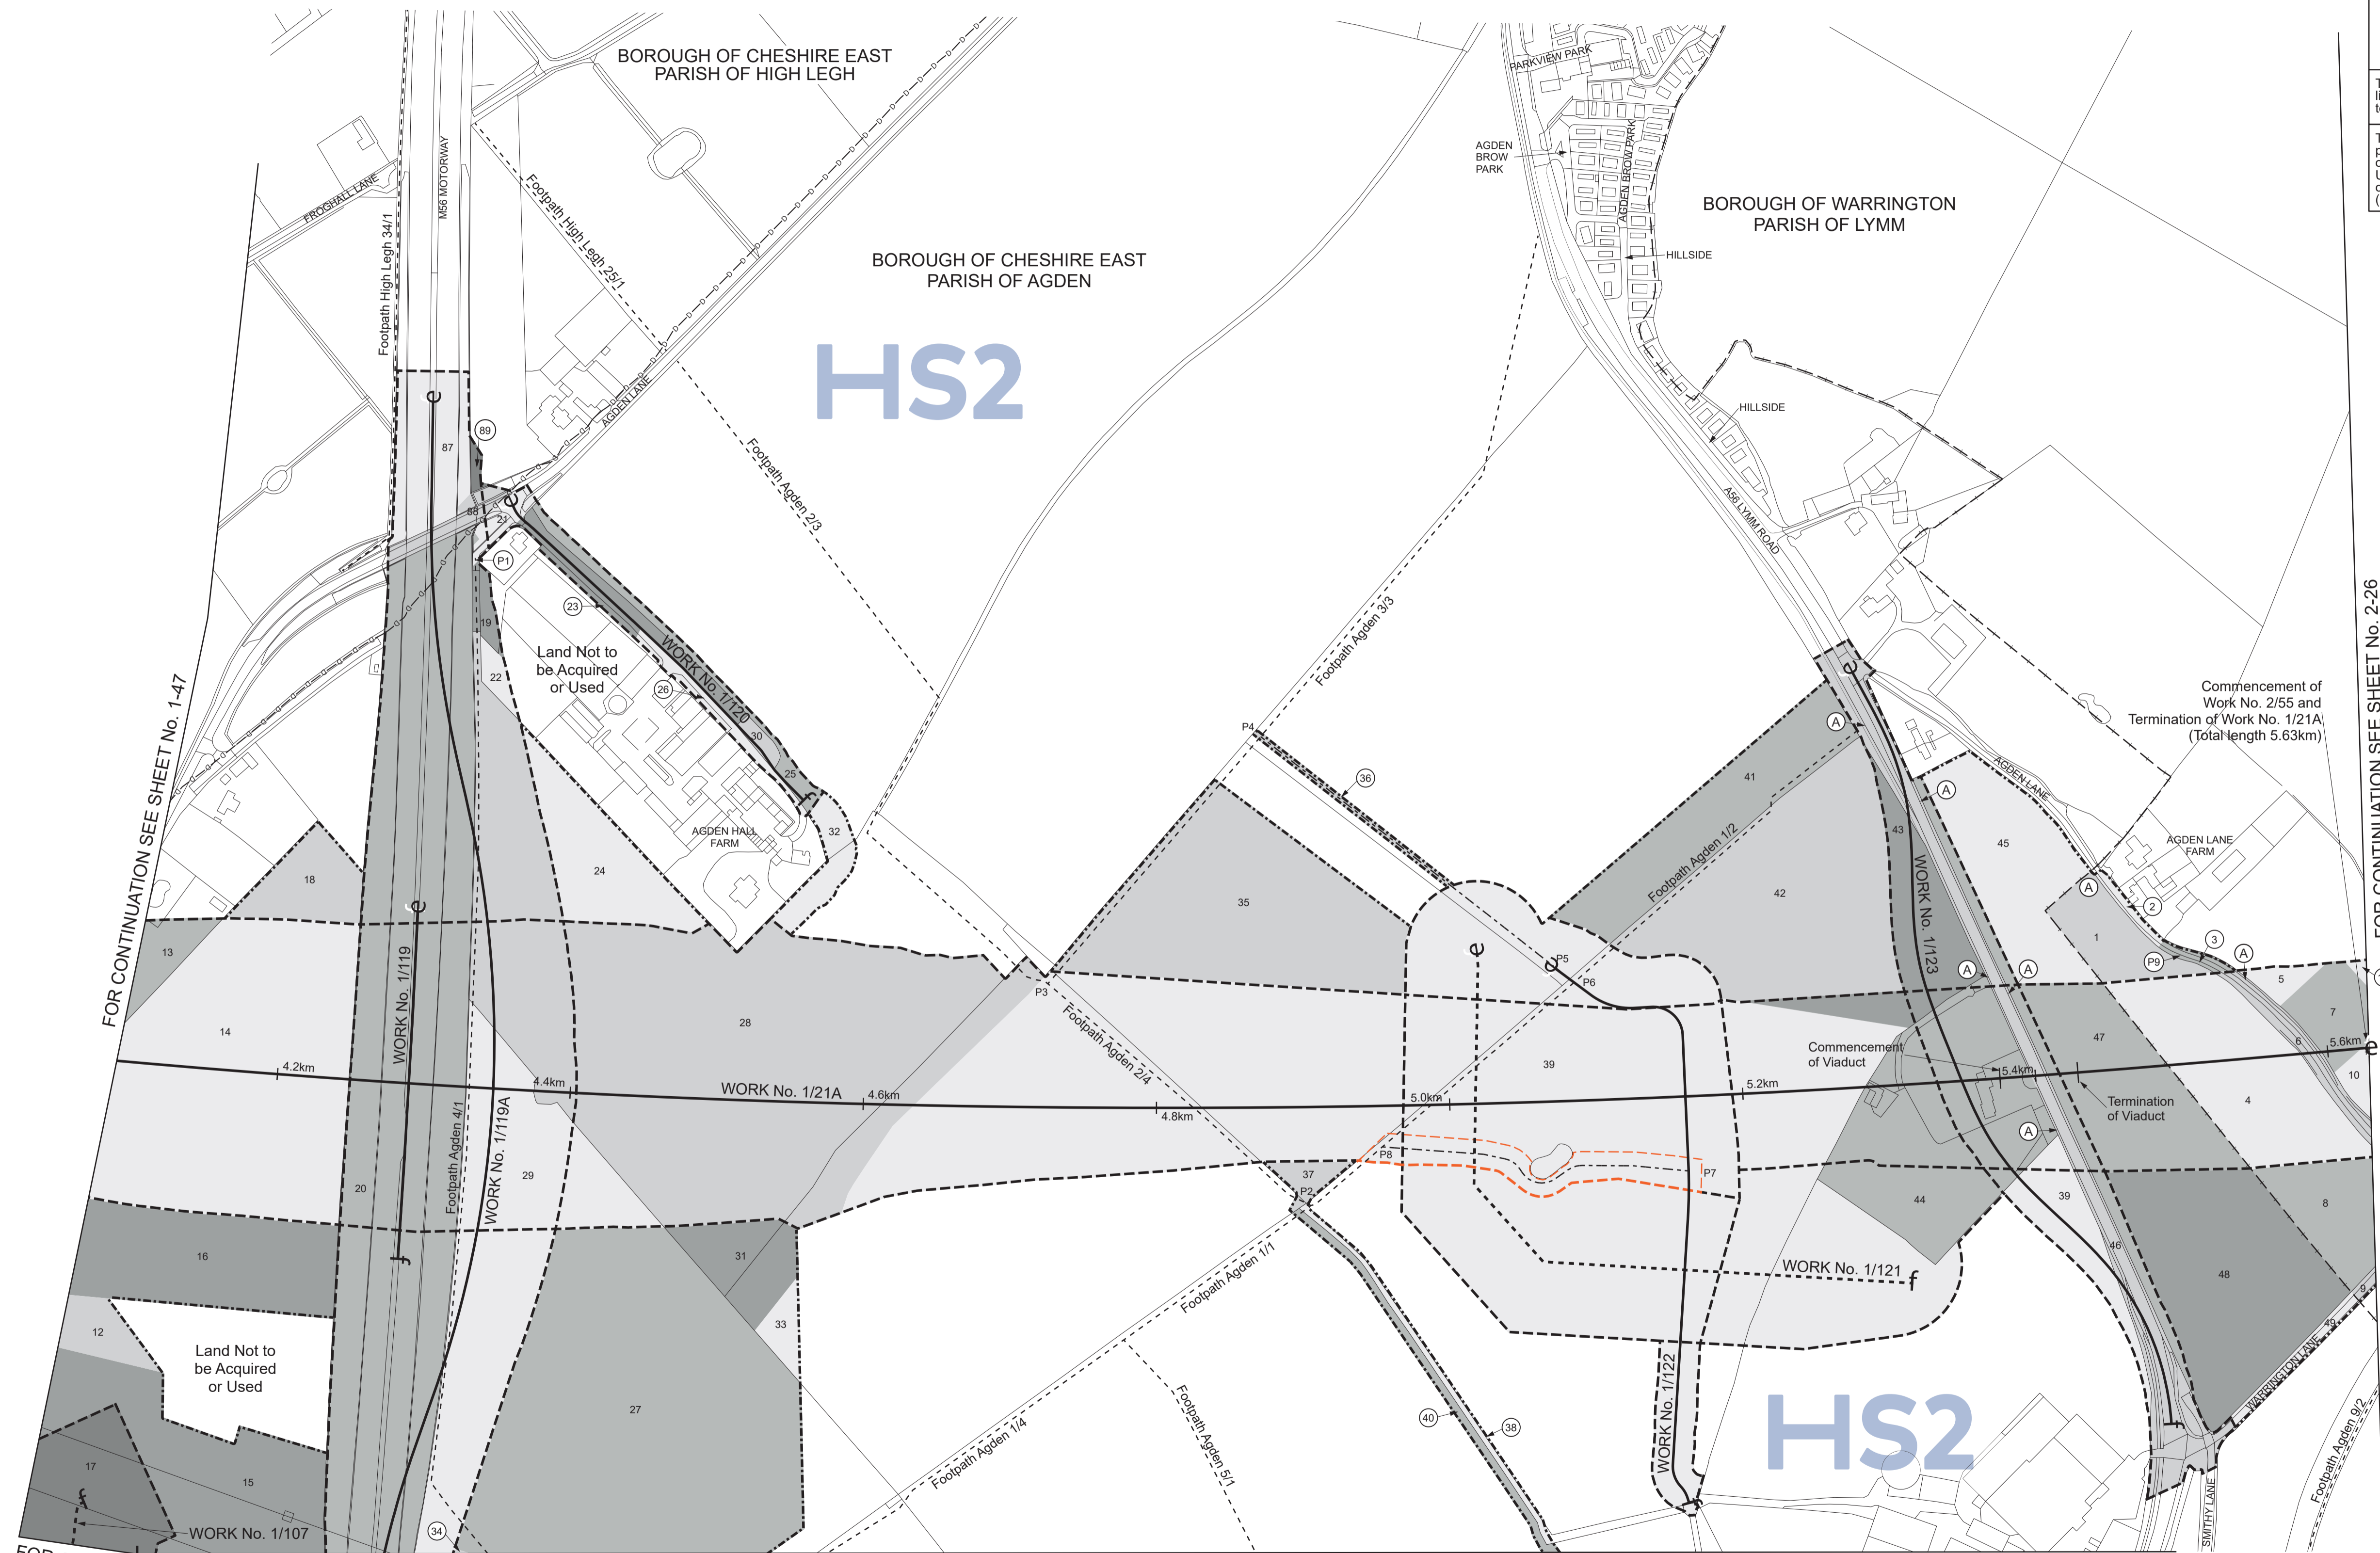 BOROUGH OF CHESHIRE EAST
PARISH OF HIGH LEGH
PARKVIEW PARK
AGDEN
BROW
PARK
AGDEN BROW PARK
BOROUGH OF WARRINGTON
PARISH OF LYMM
FROGHALL LANE
M56 MOTORWAY
Footpath High Legh 34/1
Footpath High Legh 25/1
BOROUGH OF CHESHIRE EAST
PARISH OF AGDEN
HILLSIDE
HS2
AGDEN LANE
HILLSIDE
e
87
89
Footpath Agden 2/3
A56 LYMM ROAD
88
21
e
P1
23
19
Land Not to
be Acquired
or Used
22
26
WORK No. 1/120
30
25
f
32
AGDEN HALL
FARM
24
Footpath Agden 3/3
P4
36
FOR CONTINUATION SEE SHEET No. 1-47
FOR CONTINUATION SEE SHEET No. 2-26
Commencement of
Work No. 2/55 and
Termination of Work No. 1/21A
(Total length 5.63km)
e
A
A
41
43
45
AGDEN LANE
AGDEN LANE
FARM
Footpath Agden 1/2
42
WORK No. 1/123
A
2
1
3
P9
A
18
13
e
35
e
e
P5
P6
A
A
5
7
14
WORK No. 1/119
28
P3
Footpath Agden 2/4
39
Commencement
of Viaduct
47
6
5.6km
e
4.2km
4.4km
WORK No. 1/21A
4.6km
4.8km
5.0km
5.2km
5.4km
10
Termination
of Viaduct
4
A
Footpath Agden 4/1
WORK No. 1/119A
29
20
37
P2
P8
P7
44
39
8
16
f
31
Footpath Agden 1/1
WORK No. 1/121
f
46
48
9
49
12
Land Not to
be Acquired
or Used
33
27
WORK No. 1/122
WARRINGTON LANE
Footpath Agden 5/1
40
38
HS2
f
Footpath Agden 9/2
Footpath Agden 1/4
17
15
f
WORK No. 1/107
34
f
SMITHY LANE
FOR